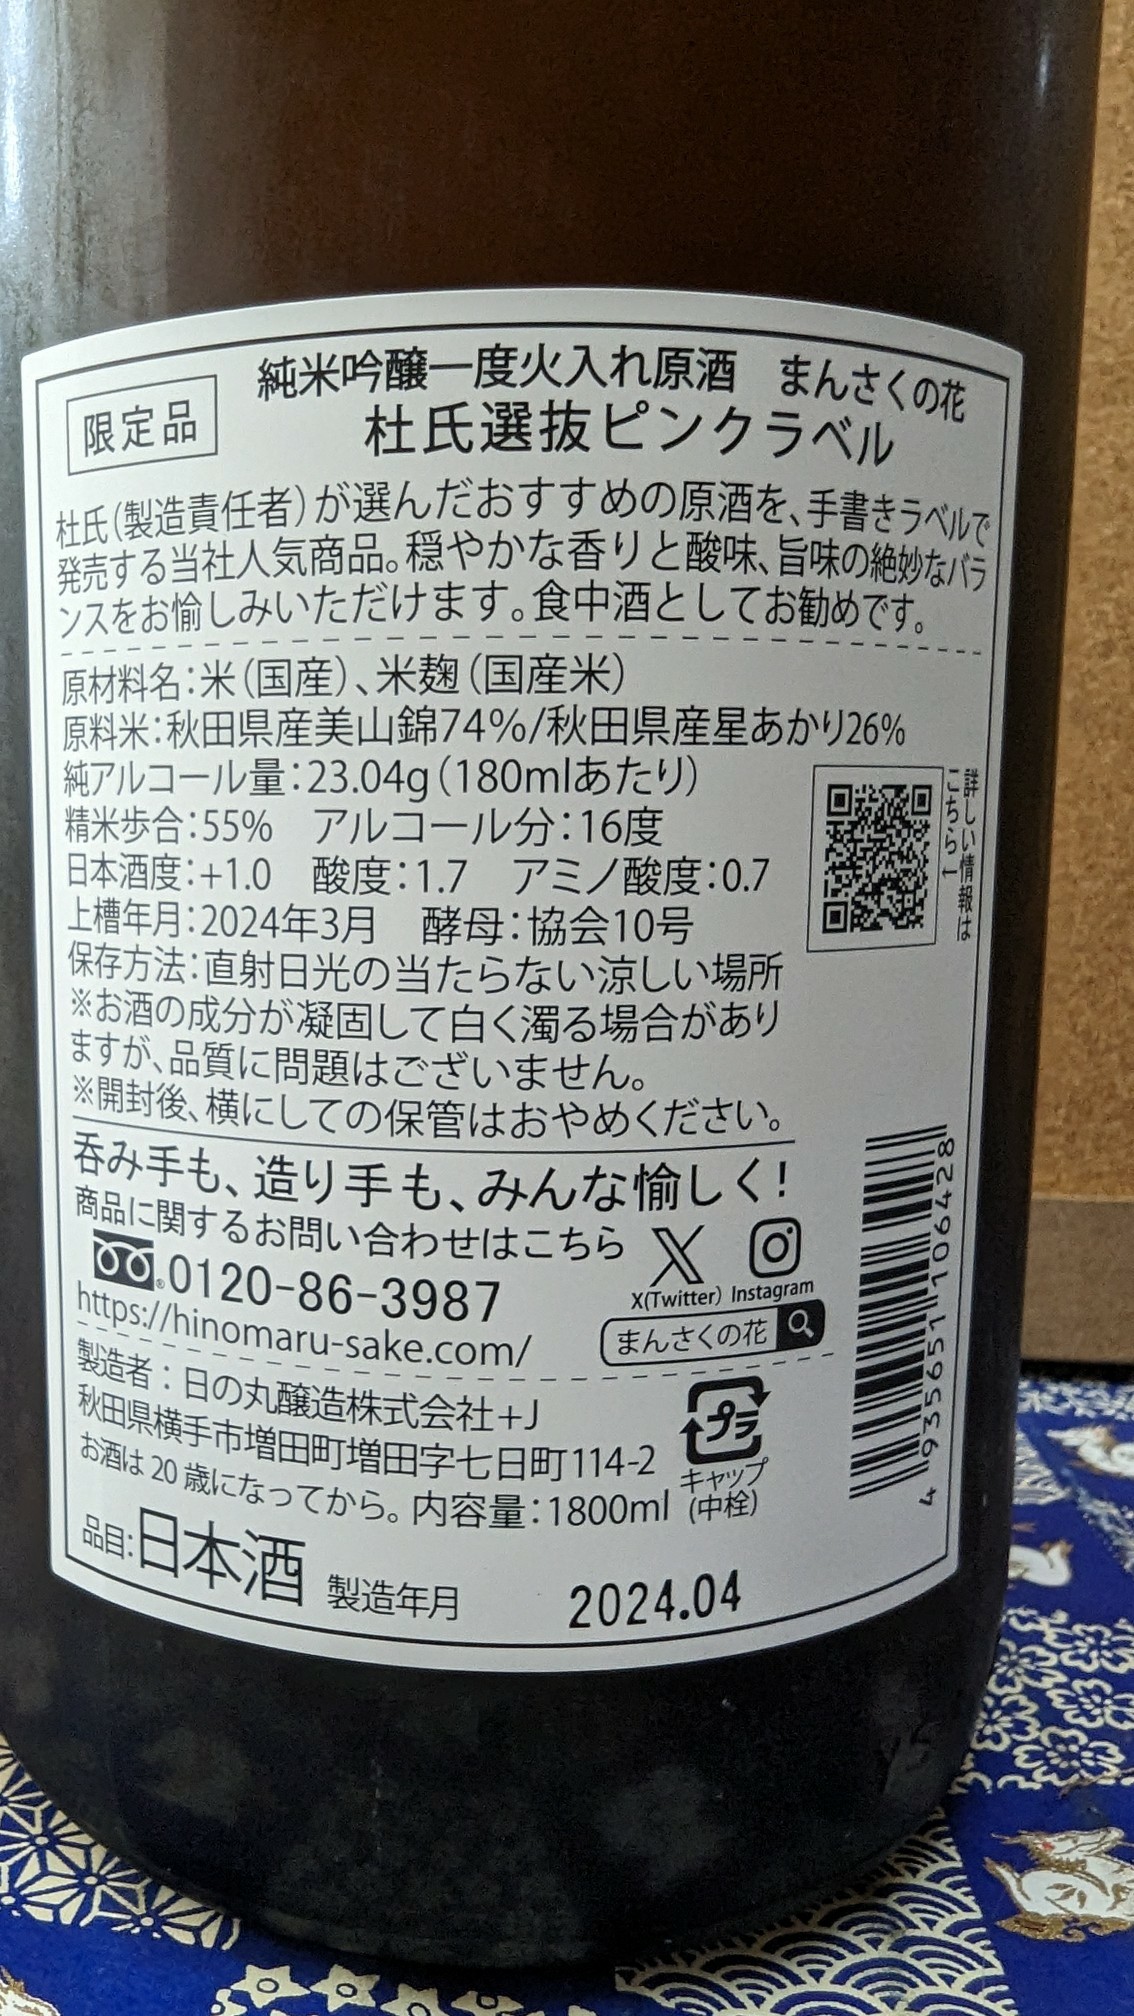 限定品
純米吟醸一度火入れ原酒　まんさくの花
杜氏選抜ピンクラベル
杜氏(製造責任者)が選んだおすすめの原酒を、手書きラベルで
発売する当社人気商品。穏やかな香りと酸味、旨味の絶妙なバラ
ンスをお愉しみいただけます。食中酒としてお勧めです。
原材料名:米(国産)、米麹(国産米)
原料米:秋田県産美山錦74%/秋田県産星あかり26%
純アルコール量:23.04g(180mlあたり)
精米歩合:55%　アルコール分:16度
日本酒度:+1.0　酸度:1.7　アミノ酸度:0.7
上槽年月:2024年3月　酵母:協会10号
保存方法:直射日光の当たらない涼しい場所
※お酒の成分が凝固して白く濁る場合があり
ますが、品質に問題はございません。
※開封後、横にしての保管はおやめください。
詳しい情報は
こちら↑
呑み手も、造り手も、みんな愉しく!
商品に関するお問い合わせはこちら
0120-86-3987
https://hinomaru-sake.com/
X(Twitter) Instagram
まんさくの花
製造者:日の丸醸造株式会社+J
秋田県横手市増田町増田字七日町114-2
お酒は20歳になってから。内容量:1800ml
プラ
キャップ
(中栓)
品目:日本酒　製造年月　2024.04
4935651106428